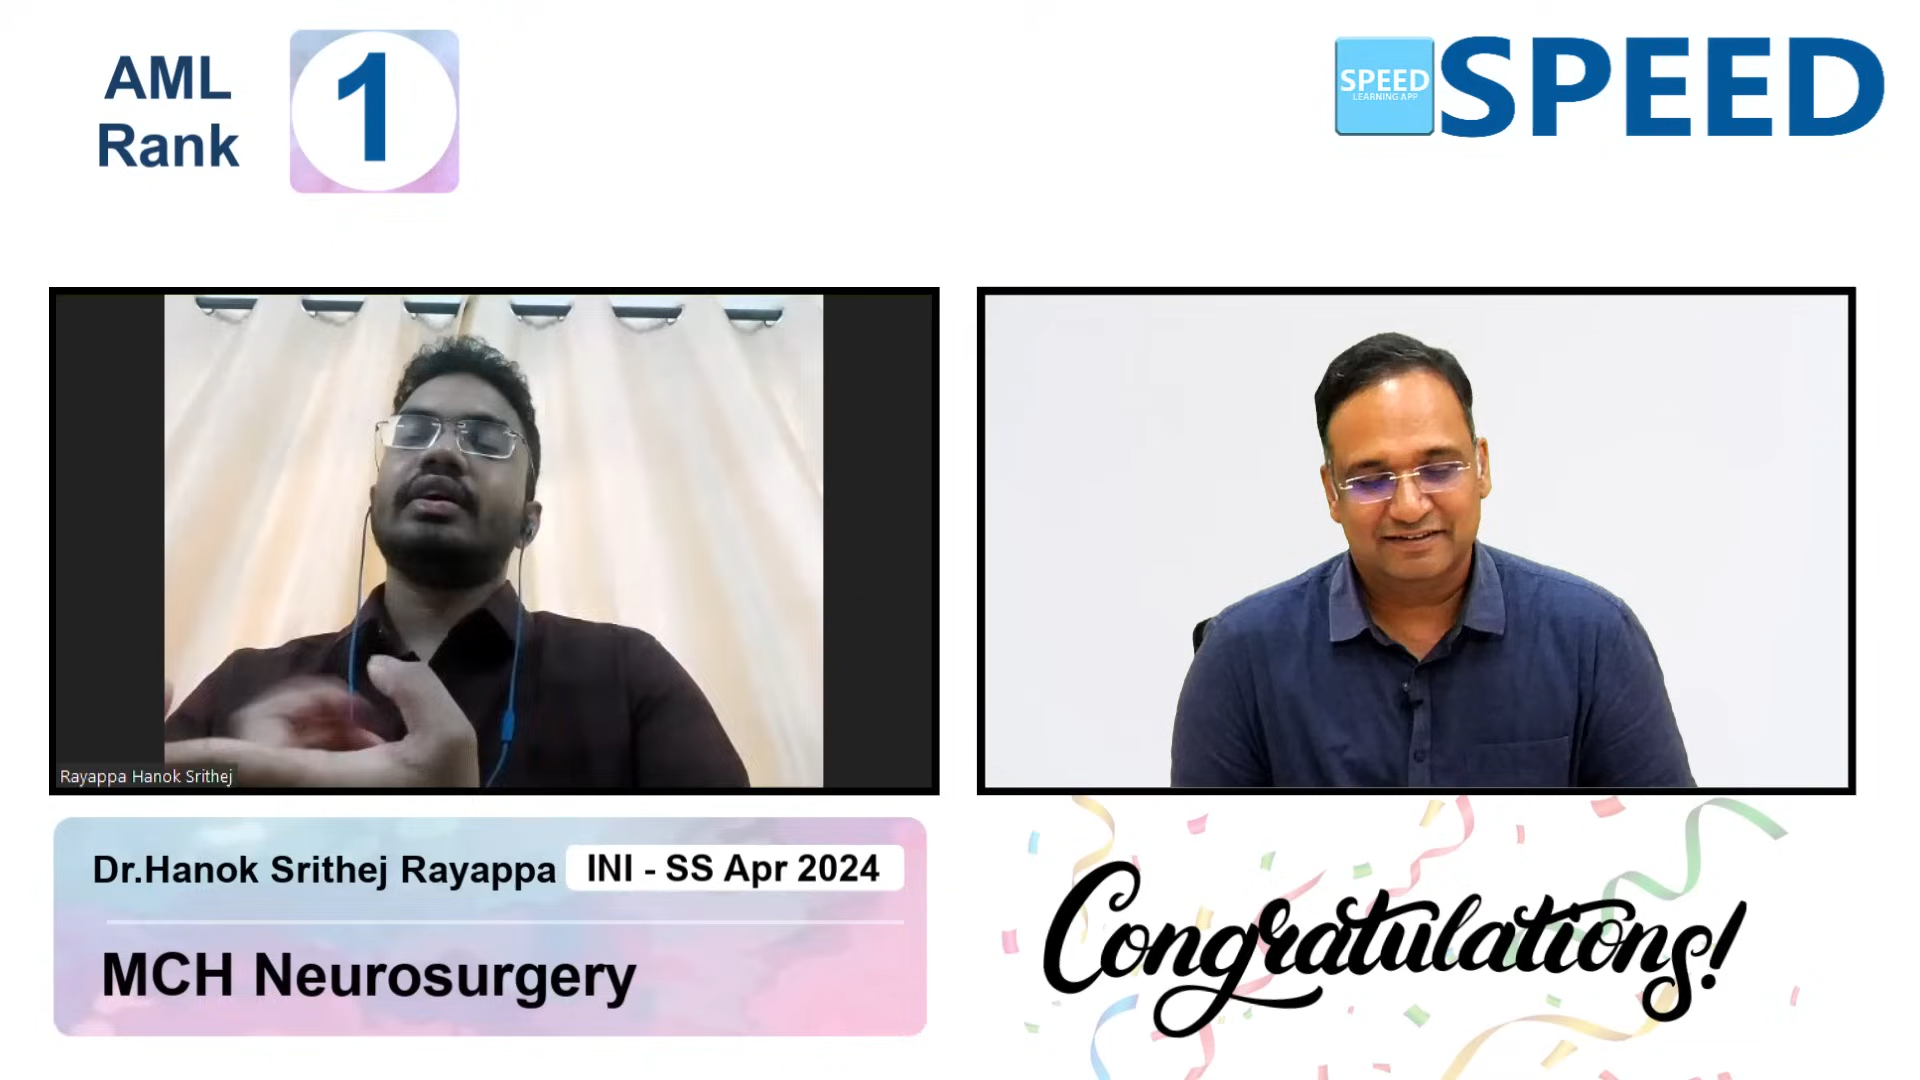 AML
Rank
1
SPEED
LEARNING APP
SPEED
Rayappa Hanok Srithej
Dr.Hanok Srithej Rayappa
INI - SS Apr 2024
MCH Neurosurgery
Congratulations!